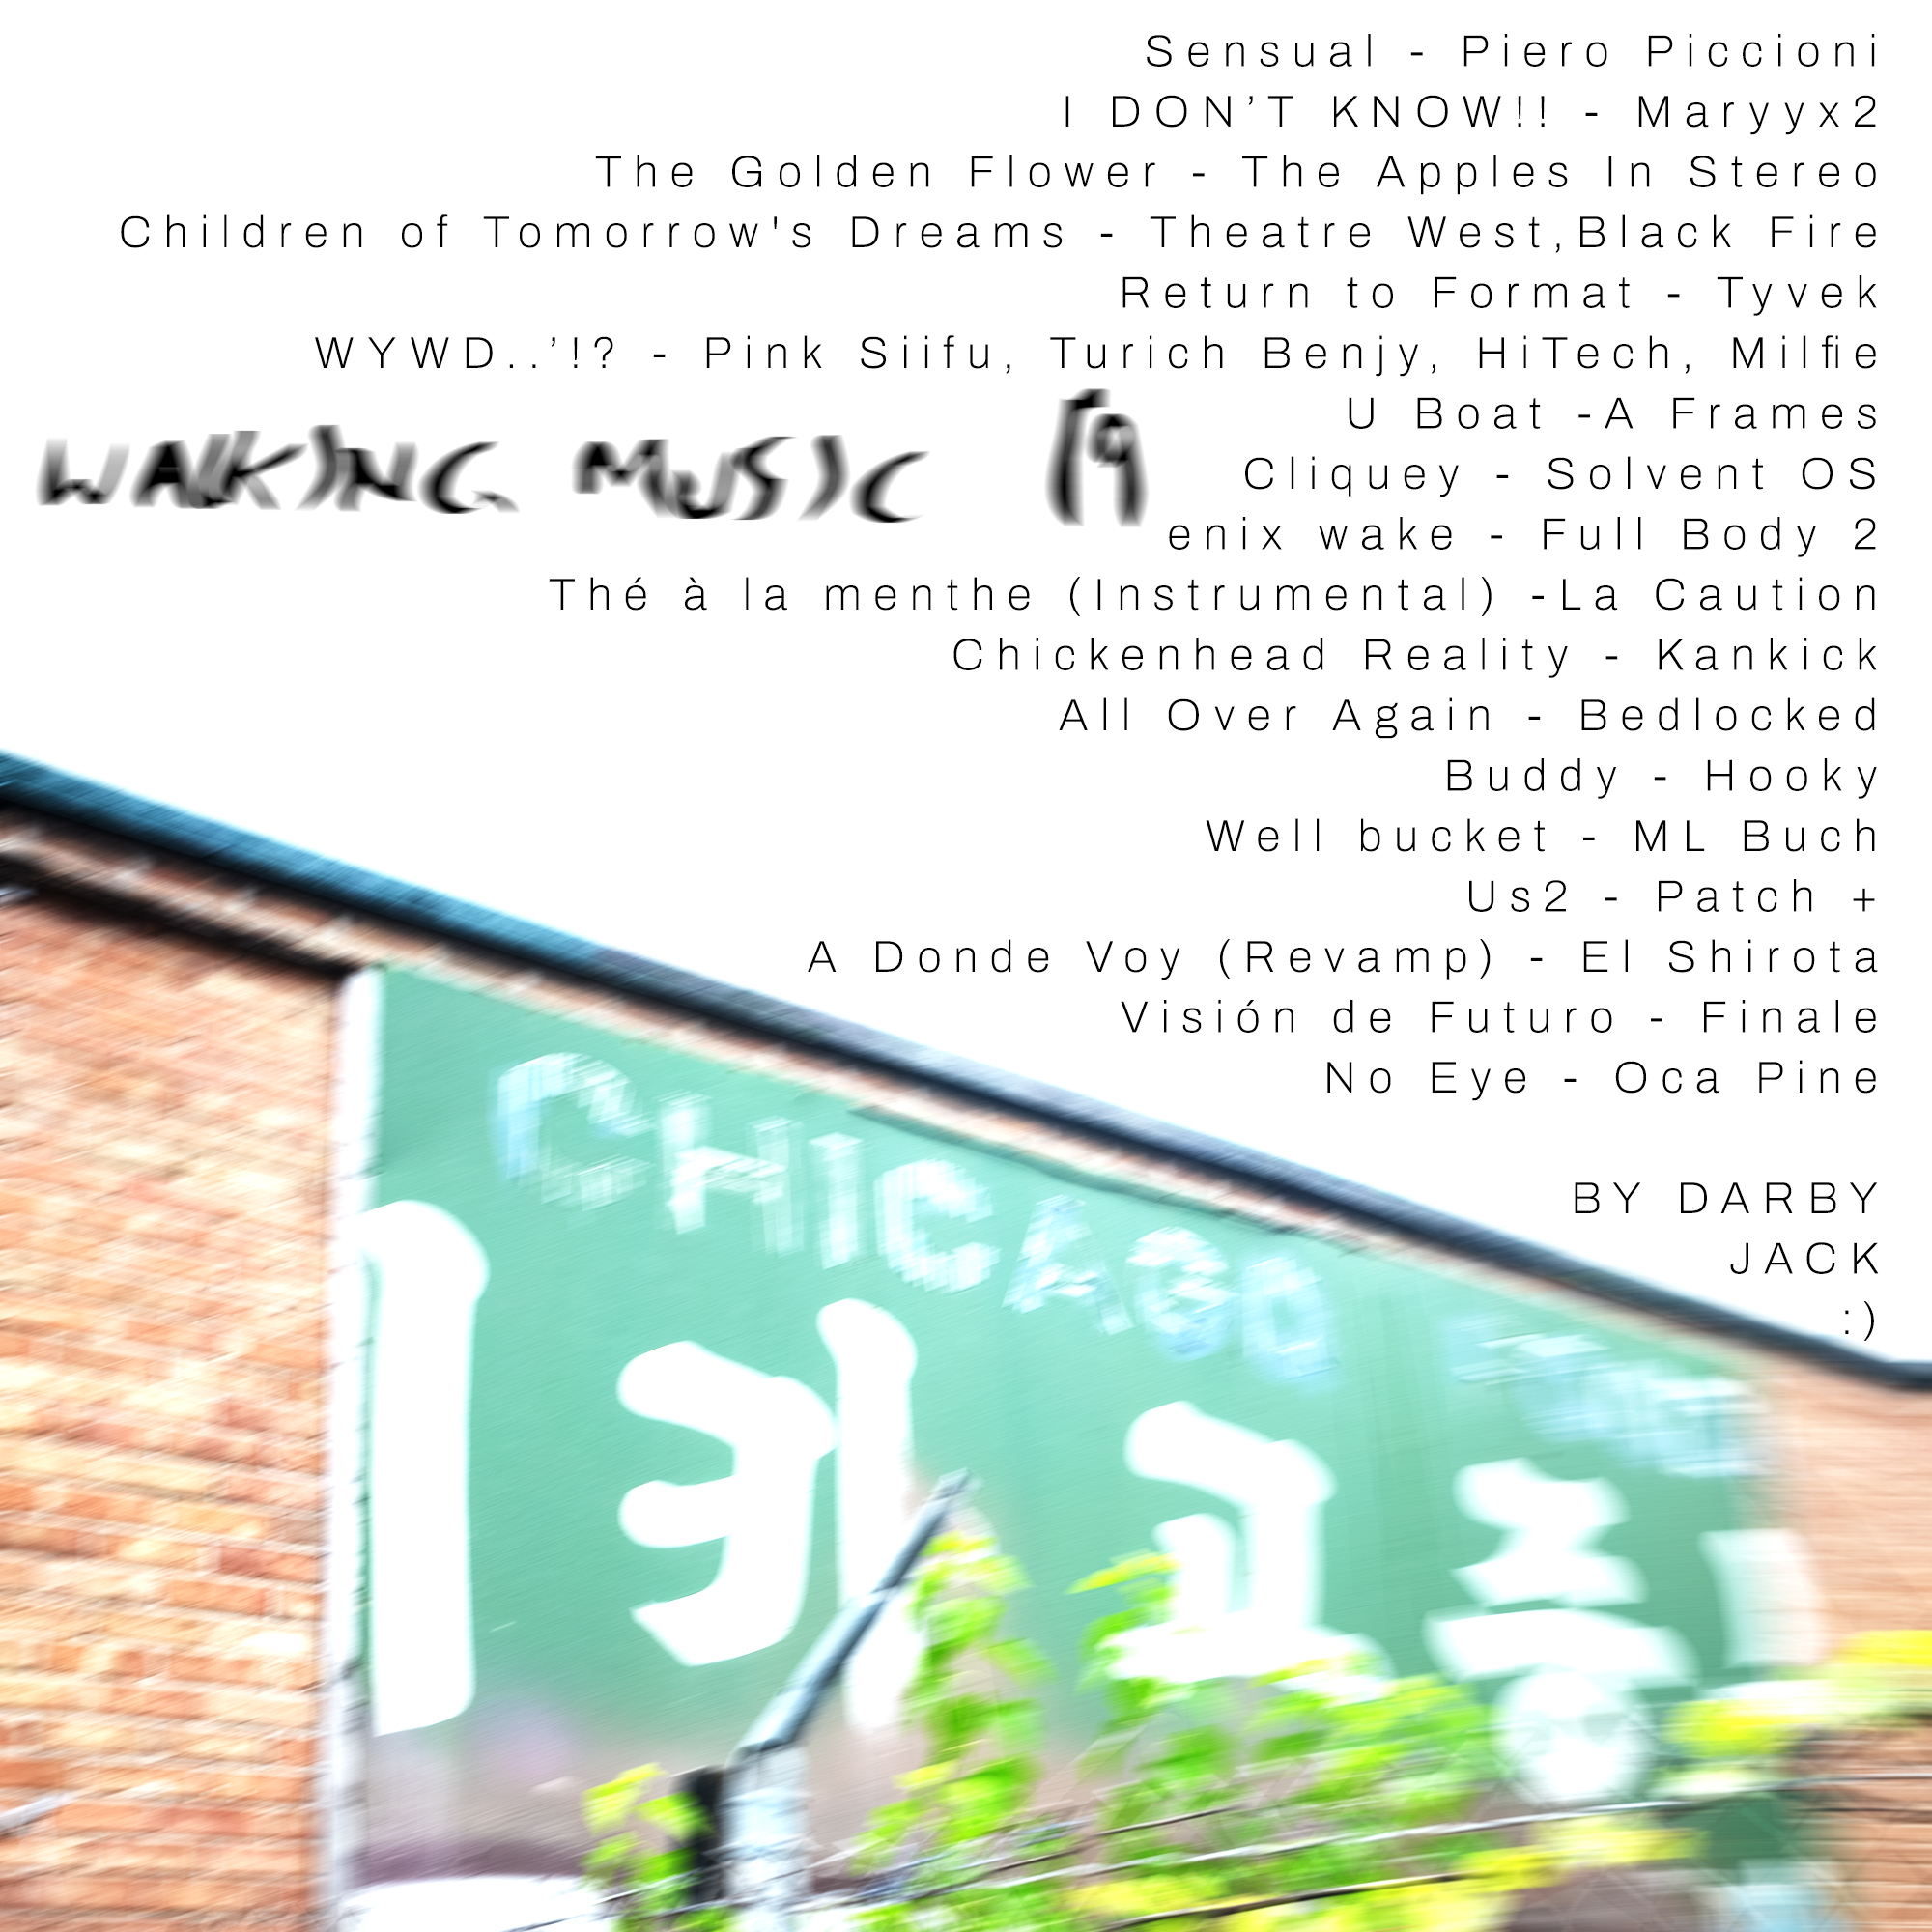 Sensual - Piero Piccioni
I DON’T KNOW!! - Maryyx2
The Golden Flower - The Apples In Stereo
Children of Tomorrow's Dreams - Theatre West,Black Fire
Return to Format - Tyvek
WYWD..’!? - Pink Siifu, Turich Benjy, HiTech, Milfie
U Boat -A Frames
WALKING MUSIC 19
Cliquey - Solvent OS
enix wake - Full Body 2
Thé à la menthe (Instrumental) -La Caution
Chickenhead Reality - Kankick
All Over Again - Bedlocked
Buddy - Hooky
Well bucket - ML Buch
Us2 - Patch +
A Donde Voy (Revamp) - El Shirota
Visión de Futuro - Finale
No Eye - Oca Pine
BY DARBY
JACK
:)
CHICAGO
카고